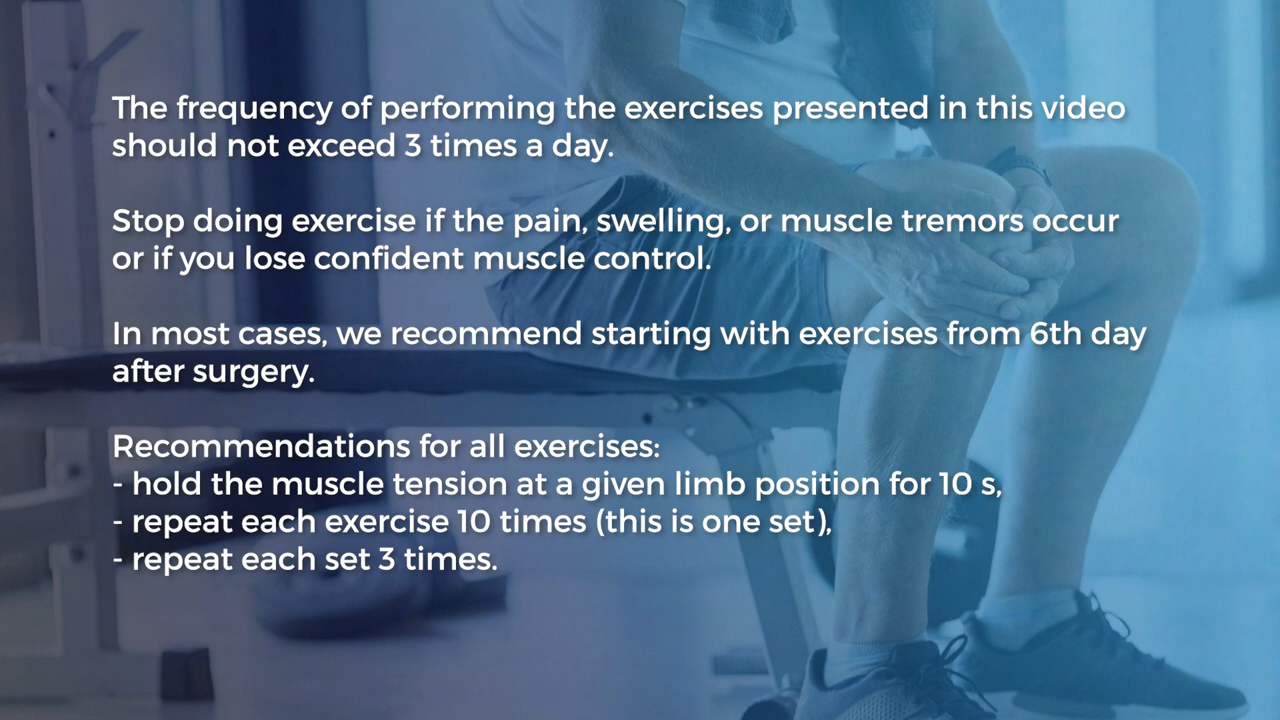 The frequency of performing the exercises presented in this video
should not exceed 3 times a day.
Stop doing exercise if the pain, swelling, or muscle tremors occur
or if you lose confident muscle control.
In most cases, we recommend starting with exercises from 6th day
after surgery.
Recommendations for all exercises:
- hold the muscle tension at a given limb position for 10 s,
- repeat each exercise 10 times (this is one set),
- repeat each set 3 times.